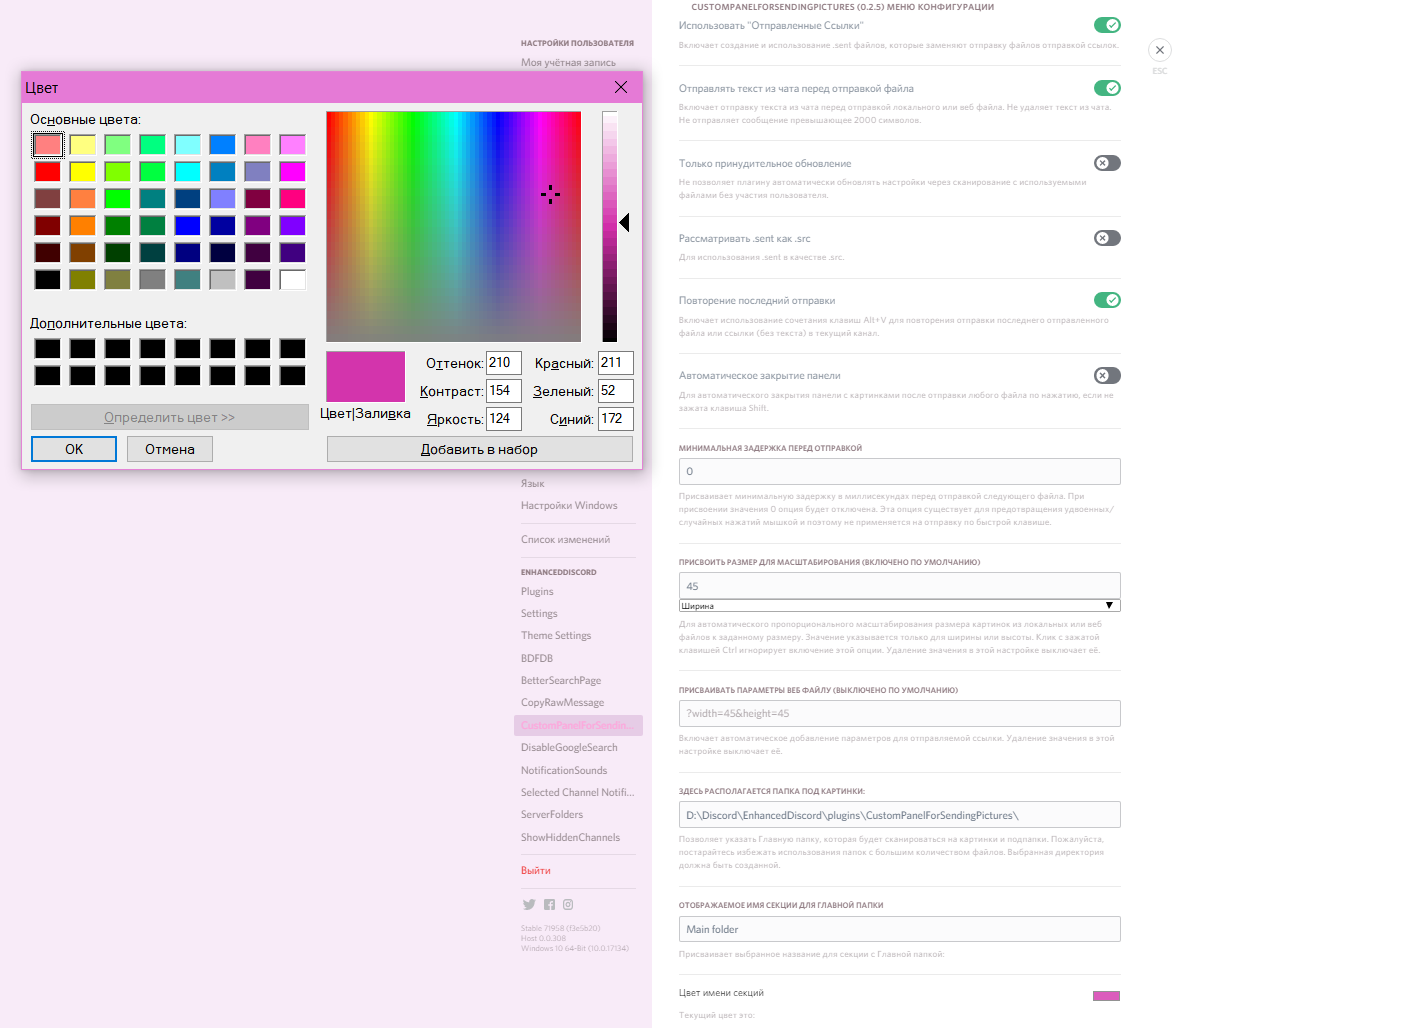 НАСТРОЙКИ ПОЛЬЗОВАТЕЛЯ
Моя учётная запись
Цвет
Основные цвета:
Дополнительные цвета:
Определить цвет >>
OK
Отмена
Цвет|Заливка
Оттенок: 210
Контраст: 154
Яркость: 124
Красный: 211
Зеленый: 52
Синий: 172
Добавить в набор
Язык
Настройки Windows
Список изменений
ENHANCEDDISCORD
Plugins
Settings
Theme Settings
BDFDB
BetterSearchPage
CopyRawMessage
CustomPanelForSendin...
DisableGoogleSearch
NotificationSounds
Selected Channel Notifi...
ServerFolders
ShowHiddenChannels
Выйти
Stable 71958 (f3e5b20)
Host 0.0.308
Windows 10 64-Bit (10.0.17134)
CUSTOMPANELFORSENDINGPICTURES (0.2.5) МЕНЮ КОНФИГУРАЦИИ
Использовать "Отправленные Ссылки"
Включает создание и использование .sent файлов, которые заменяют отправку файлов отправкой ссылок.
ESC
Отправлять текст из чата перед отправкой файла
Включает отправку текста из чата перед отправкой локального или веб файла. Не удаляет текст из чата.
Не отправляет сообщение превышающее 2000 символов.
Только принудительное обновление
Не позволяет плагину автоматически обновлять настройки через сканирование с используемыми
файлами без участия пользователя.
Рассматривать .sent как .src
Для использования .sent в качестве .src.
Повторение последний отправки
Включает использование сочетания клавиш Alt+V для повторения отправки последнего отправленного
файла или ссылки (без текста) в текущий канал.
Автоматическое закрытие панели
Для автоматического закрытия панели с картинками после отправки любого файла по нажатию, если не
зажата клавиша Shift.
МИНИМАЛЬНАЯ ЗАДЕРЖКА ПЕРЕД ОТПРАВКОЙ
0
Присваивает минимальную задержку в миллисекундах перед отправкой следующего файла. При
присвоении значения 0 опция будет отключена. Эта опция существует для предотвращения удвоенных/
случайных нажатий мышкой и поэтому не применяется на отправку по быстрой клавише.
ПРИСВОИТЬ РАЗМЕР ДЛЯ МАСШТАБИРОВАНИЯ (ВКЛЮЧЕНО ПО УМОЛЧАНИЮ)
45
Ширина
Для автоматического пропорционального масштабирования размера картинок из локальных или веб
файлов к заданному размеру. Значение указывается только для ширины или высоты. Клик с зажатой
клавишей Ctrl игнорирует включение этой опции. Удаление значения в этой настройке выключает её.
ПРИСВАИВАТЬ ПАРАМЕТРЫ ВЕБ ФАЙЛУ (ВЫКЛЮЧЕНО ПО УМОЛЧАНИЮ)
?width=45&height=45
Включает автоматическое добавление параметров для отправляемой ссылки. Удаление значения в этой
настройке выключает её.
ЗДЕСЬ РАСПОЛАГАЕТСЯ ПАПКА ПОД КАРТИНКИ:
D:\Discord\EnhancedDiscord\plugins\CustomPanelForSendingPictures\
Позволяет указать Главную папку, которая будет сканироваться на картинки и подпапки. Пожалуйста,
постарайтесь избежать использования папок с большим количеством файлов. Выбранная директория
должна быть созданной.
ОТОБРАЖАЕМОЕ ИМЯ СЕКЦИИ ДЛЯ ГЛАВНОЙ ПАПКИ
Main folder
Присваивает выбранное название для секции с Главной папкой:
Цвет имени секций
Текущий цвет это: